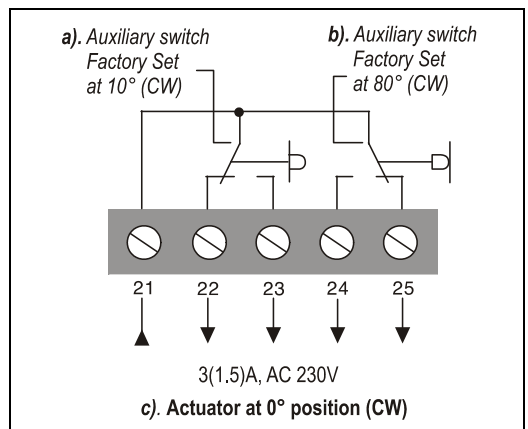 a). Auxiliary switch
Factory Set
at 10° (CW)
b). Auxiliary switch
Factory Set
at 80° (CW)
21 22 23 24 25
3(1.5)A, AC 230V
c). Actuator at 0° position (CW)